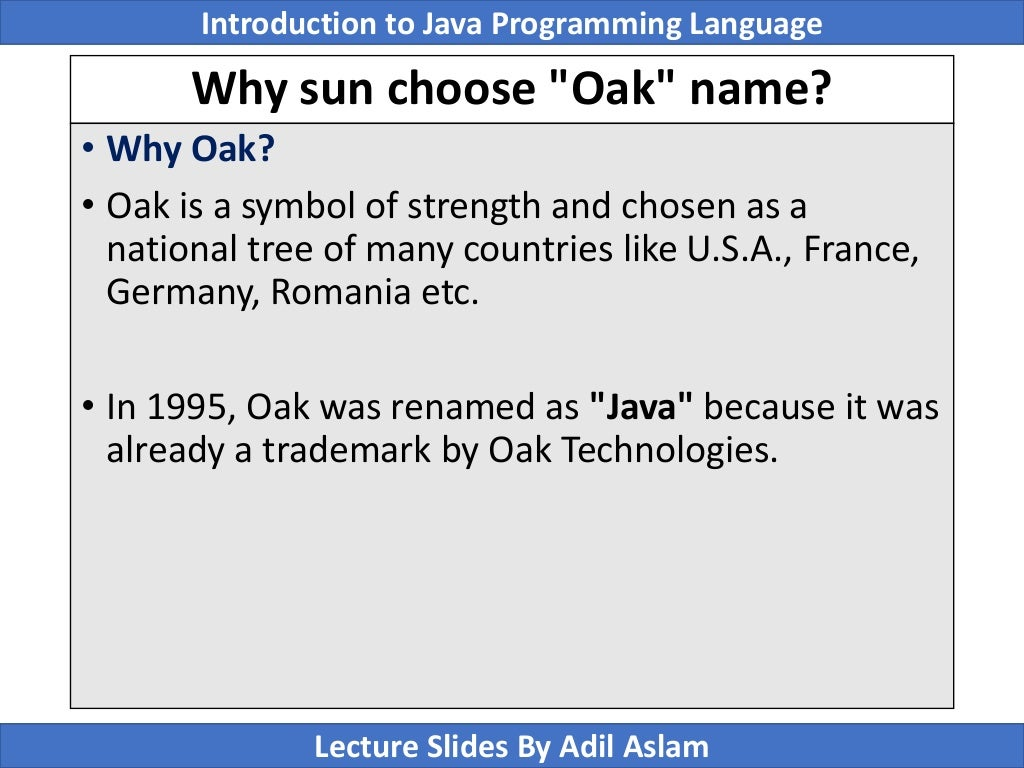 Introduction to Java Programming Language
Why sun choose "Oak" name?
• Why Oak?
• Oak is a symbol of strength and chosen as a
national tree of many countries like U.S.A., France,
Germany, Romania etc.
• In 1995, Oak was renamed as "Java" because it was
already a trademark by Oak Technologies.
Lecture Slides By Adil Aslam